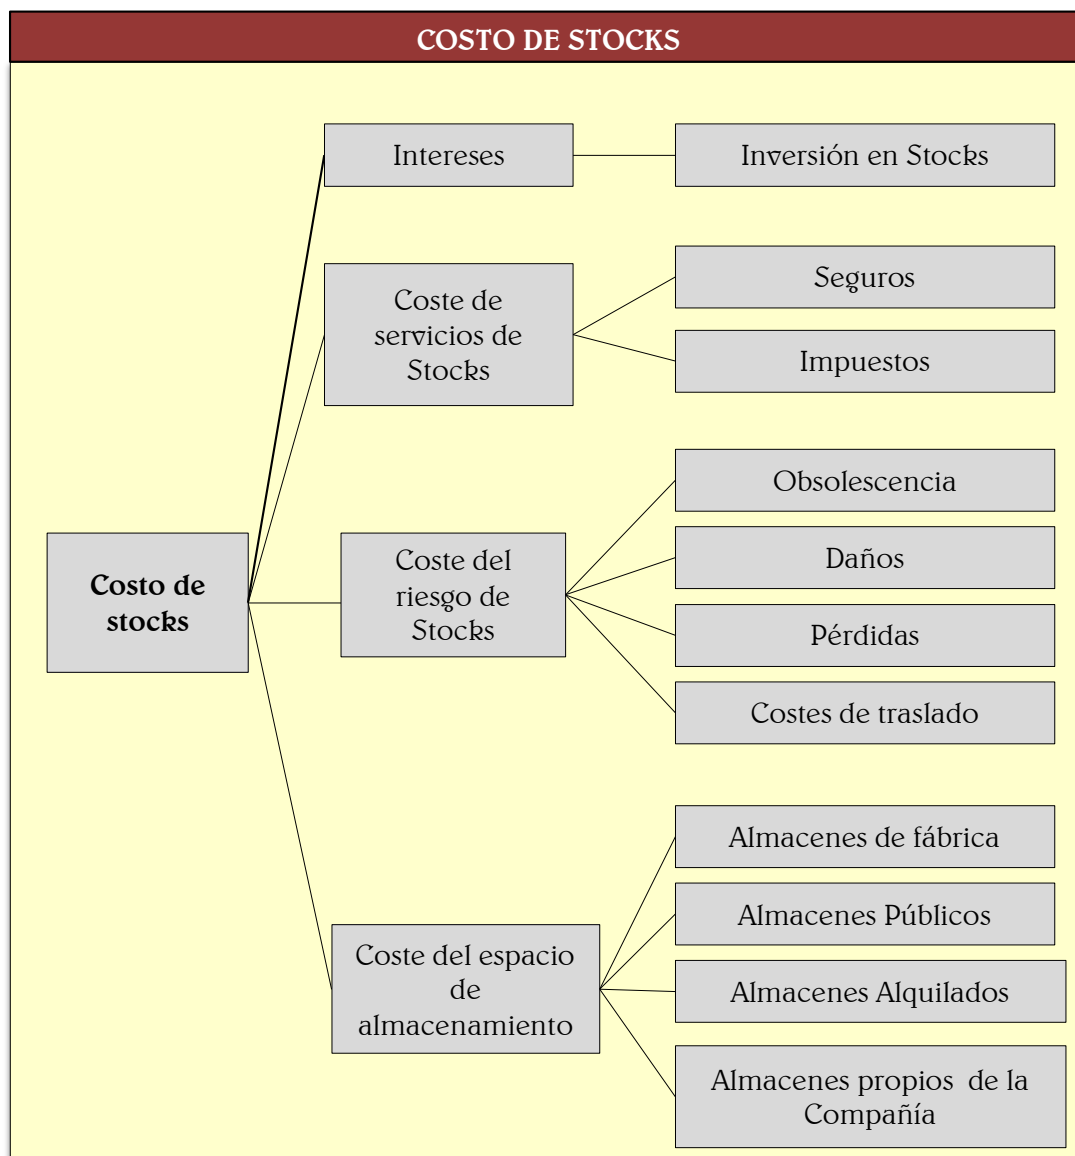 COSTO DE STOCKS
Intereses
Inversión en Stocks
Coste de
servicios de
Stocks
Seguros
Impuestos
Costo de
stocks
Coste del
riesgo de
Stocks
Obsolescencia
Daños
Pérdidas
Costes de traslado
Coste del espacio
de
almacenamiento
Almacenes de fábrica
Almacenes Públicos
Almacenes Alquilados
Almacenes propios de la
Compañía